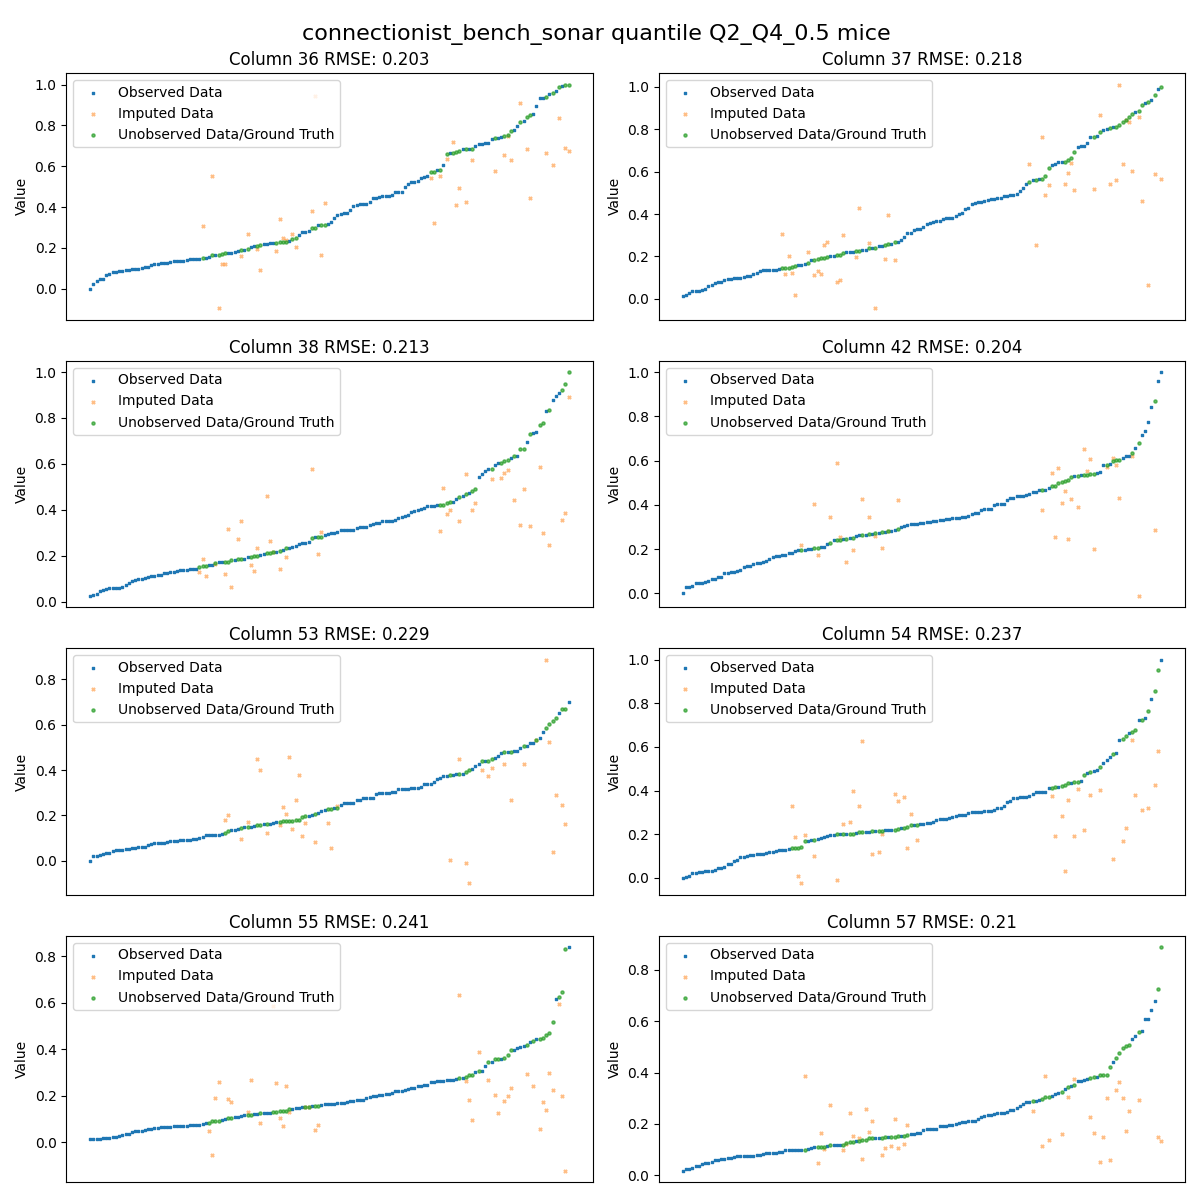 connectionist_bench_sonar quantile Q2_Q4_0.5 mice
Column 36 RMSE: 0.203
Value
1.0
0.8
0.6
0.4
0.2
0.0
Observed Data
Imputed Data
Unobserved Data/Ground Truth
Column 37 RMSE: 0.218
Value
1.0
0.8
0.6
0.4
0.2
0.0
Observed Data
Imputed Data
Unobserved Data/Ground Truth
Column 38 RMSE: 0.213
Value
1.0
0.8
0.6
0.4
0.2
0.0
Observed Data
Imputed Data
Unobserved Data/Ground Truth
Column 42 RMSE: 0.204
Value
1.0
0.8
0.6
0.4
0.2
0.0
Observed Data
Imputed Data
Unobserved Data/Ground Truth
Column 53 RMSE: 0.229
Value
0.8
0.6
0.4
0.2
0.0
Observed Data
Imputed Data
Unobserved Data/Ground Truth
Column 54 RMSE: 0.237
Value
1.0
0.8
0.6
0.4
0.2
0.0
Observed Data
Imputed Data
Unobserved Data/Ground Truth
Column 55 RMSE: 0.241
Value
0.8
0.6
0.4
0.2
0.0
Observed Data
Imputed Data
Unobserved Data/Ground Truth
Column 57 RMSE: 0.21
Value
0.8
0.6
0.4
0.2
0.0
Observed Data
Imputed Data
Unobserved Data/Ground Truth